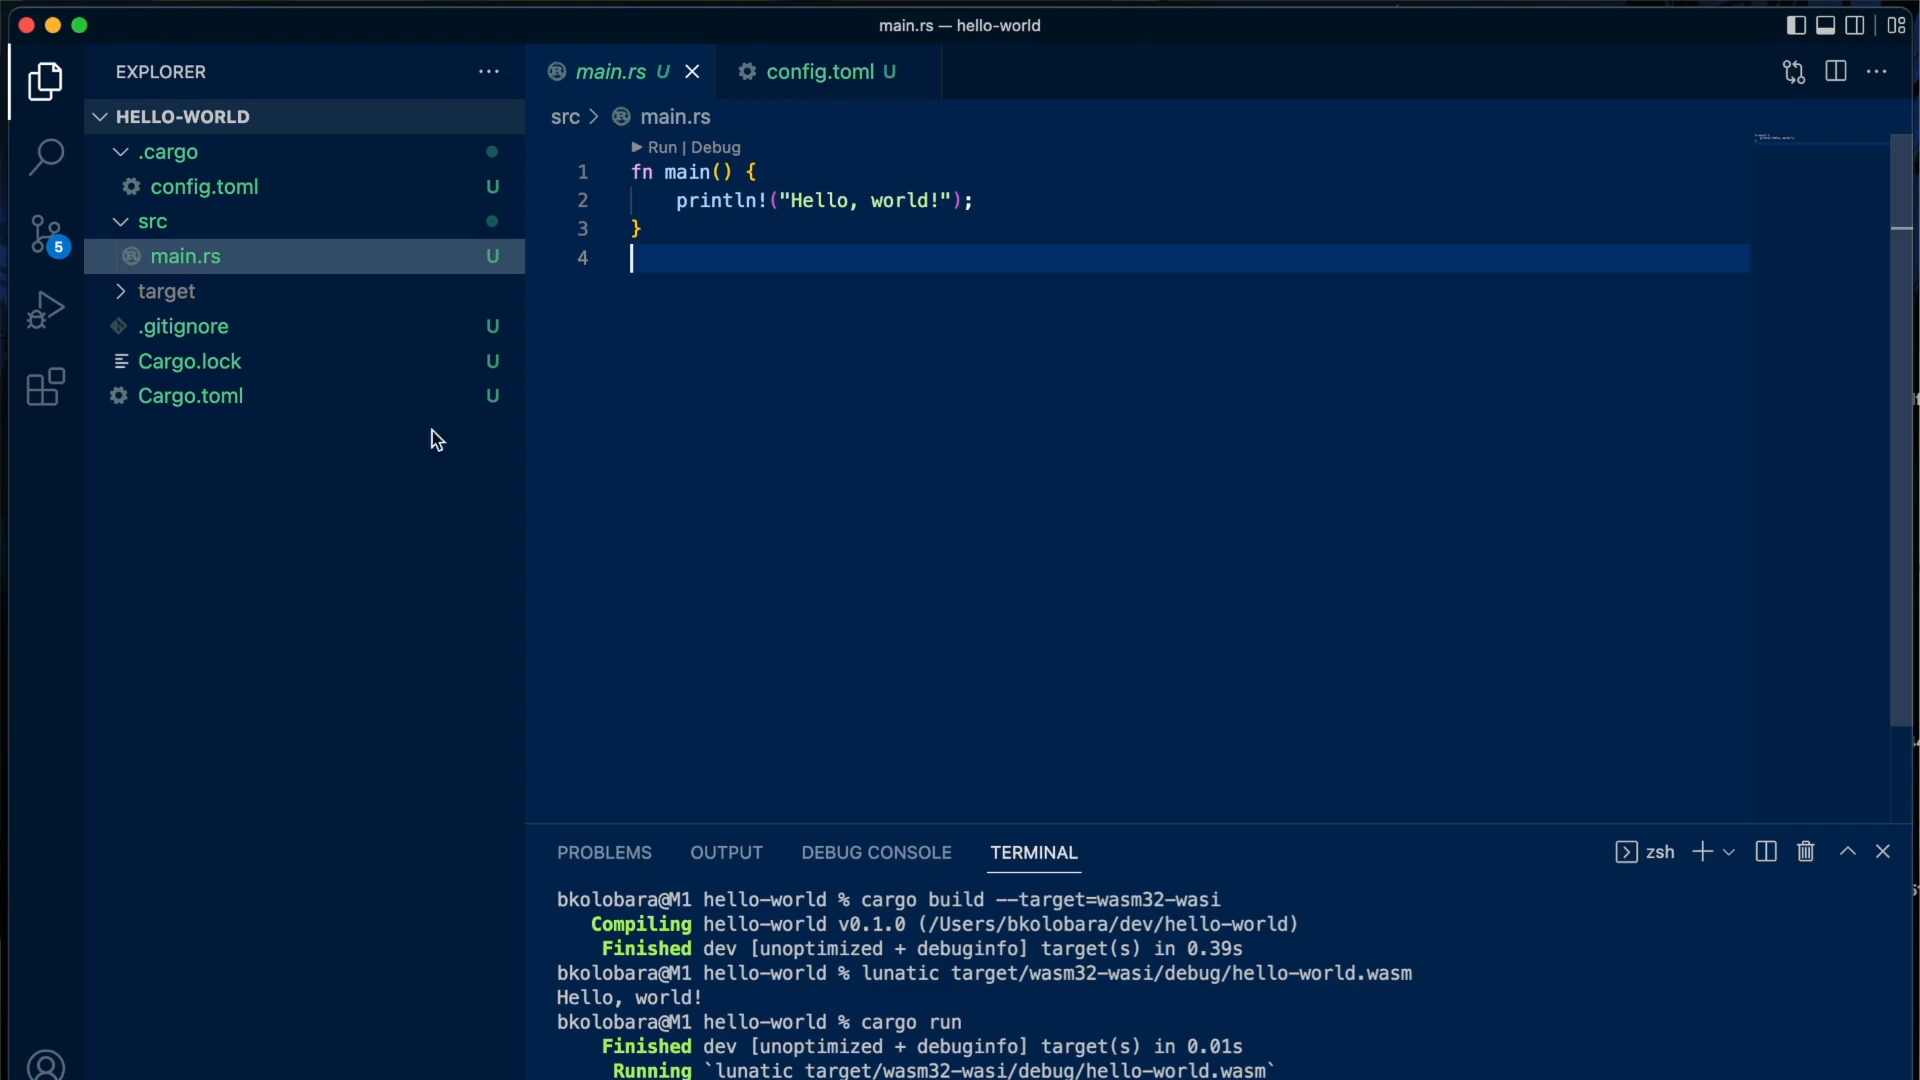 main.rs — hello-world
EXPLORER
HELLO-WORLD
.cargo
config.toml U
src
main.rs U
target
.gitignore U
Cargo.lock U
Cargo.toml U
5
main.rs U
config.toml U
src > main.rs
Run | Debug
1 fn main() {
2 println!("Hello, world!");
3 }
4
PROBLEMS OUTPUT DEBUG CONSOLE TERMINAL
zsh
bkolobara@M1 hello-world % cargo build --target=wasm32-wasi
Compiling hello-world v0.1.0 (/Users/bkolobara/dev/hello-world)
Finished dev [unoptimized + debuginfo] target(s) in 0.39s
bkolobara@M1 hello-world % lunatic target/wasm32-wasi/debug/hello-world.wasm
Hello, world!
bkolobara@M1 hello-world % cargo run
Finished dev [unoptimized + debuginfo] target(s) in 0.01s
Running `lunatic target/wasm32-wasi/debug/hello-world.wasm`